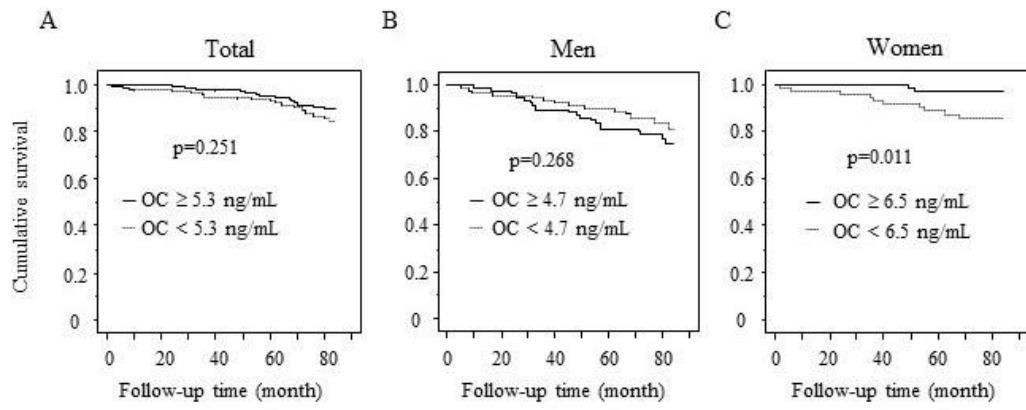 A
Total
Cumulative survival
1.0
0.8
0.6
0.4
0.2
0
p=0.251
OC ≥ 5.3 ng/mL
OC < 5.3 ng/mL
0 20 40 60 80
Follow-up time (month)
B
Men
1.0
0.8
0.6
0.4
0.2
0
p=0.268
OC ≥ 4.7 ng/mL
OC < 4.7 ng/mL
0 20 40 60 80
Follow-up time (month)
C
Women
1.0
0.8
0.6
0.4
0.2
0
p=0.011
OC ≥ 6.5 ng/mL
OC < 6.5 ng/mL
0 20 40 60 80
Follow-up time (month)